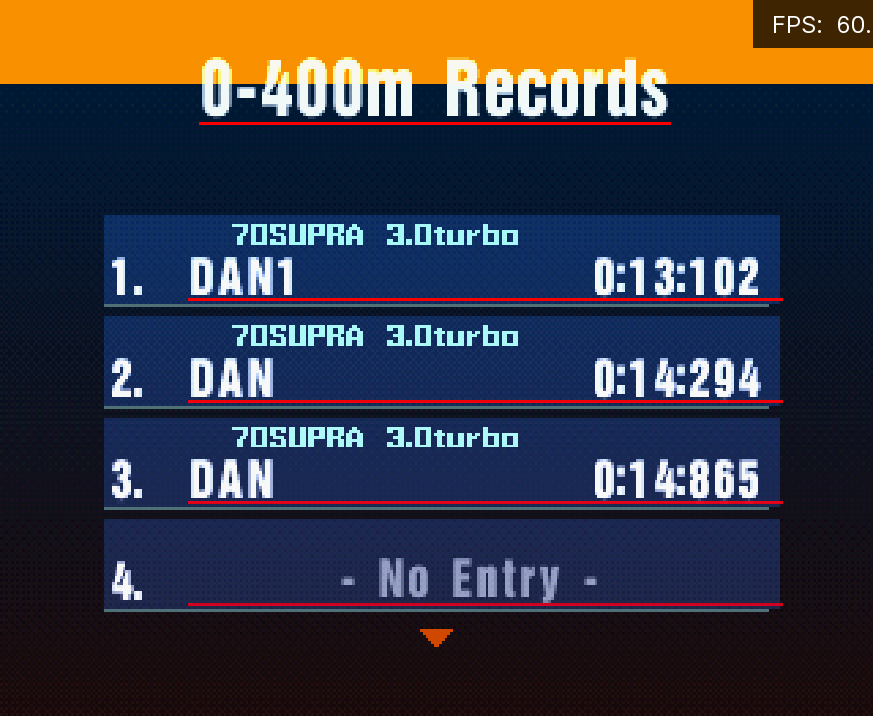 FPS: 60.
0-400m Records
70SUPRA 3.0turbo
1. DAN1 0:13:102
70SUPRA 3.0turbo
2. DAN 0:14:294
70SUPRA 3.0turbo
3. DAN 0:14:865
4. - No Entry -